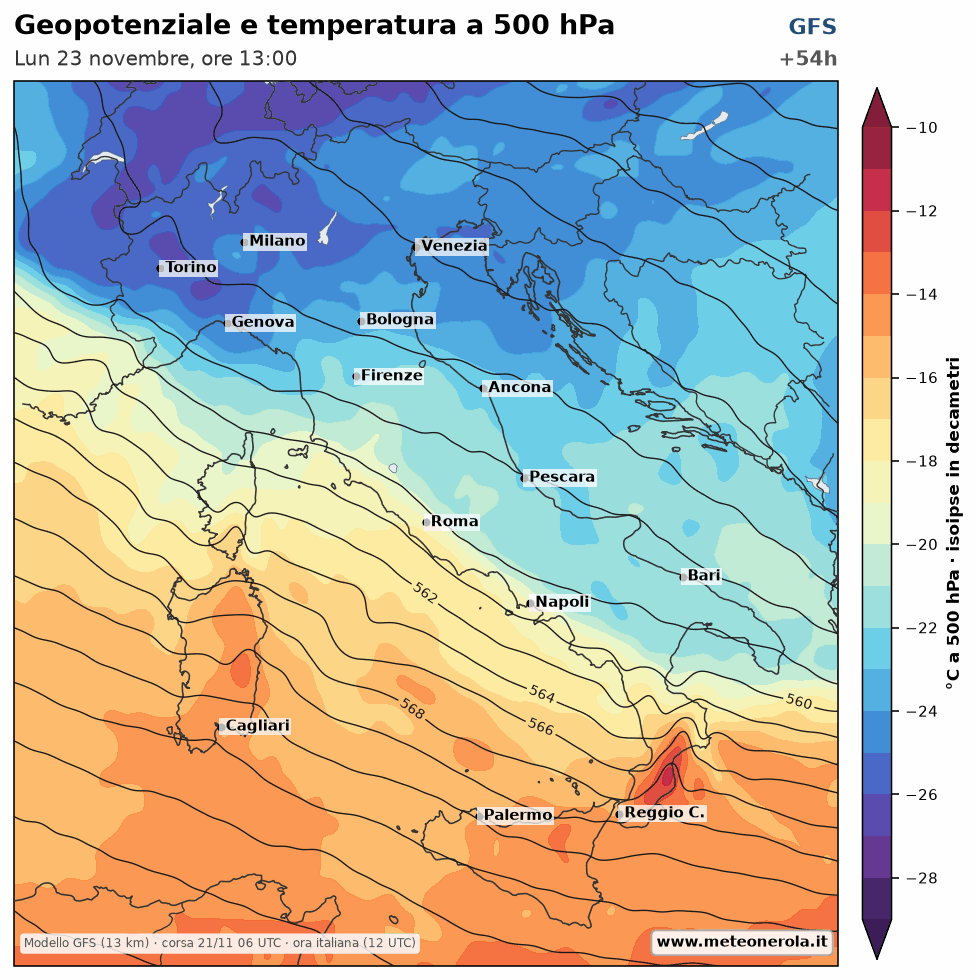 Geopotenziale e temperatura a 500 hPa
GFS
Lun 23 novembre, ore 13:00
+54h
Milano
Venezia
Torino
Genova
Bologna
Firenze
Ancona
Pescara
Roma
Bari
Napoli
562
564
566
568
560
Cagliari
Palermo
Reggio C.
−10
−12
−14
−16
−18
−20
−22
−24
−26
−28
°C a 500 hPa · isoipse in decametri
Modello GFS (13 km) · corsa 21/11 06 UTC · ora italiana (12 UTC)
www.meteonerola.it